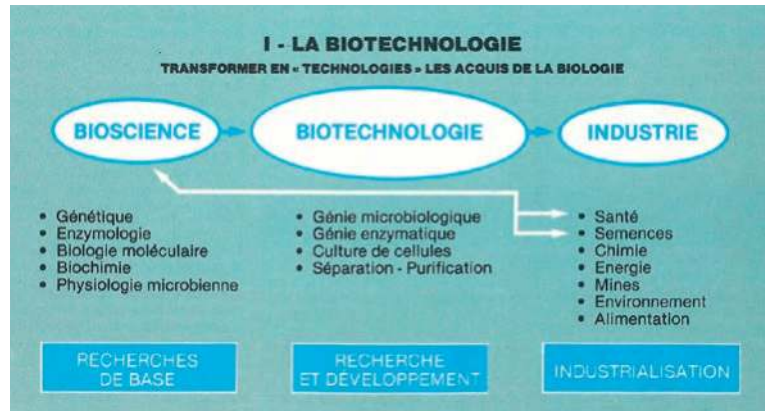 I - LA BIOTECHNOLOGIE
TRANSFORMER EN « TECHNOLOGIES » LES ACQUIS DE LA BIOLOGIE
BIOSCIENCE
BIOTECHNOLOGIE
INDUSTRIE
• Génétique
• Enzymologie
• Biologie moléculaire
• Biochimie
• Physiologie microbienne
• Génie microbiologique
• Génie enzymatique
• Culture de cellules
• Séparation - Purification
• Santé
• Semences
• Chimie
• Energie
• Mines
• Environnement
• Alimentation
RECHERCHES
DE BASE
RECHERCHE
ET DÉVELOPPEMENT
INDUSTRIALISATION